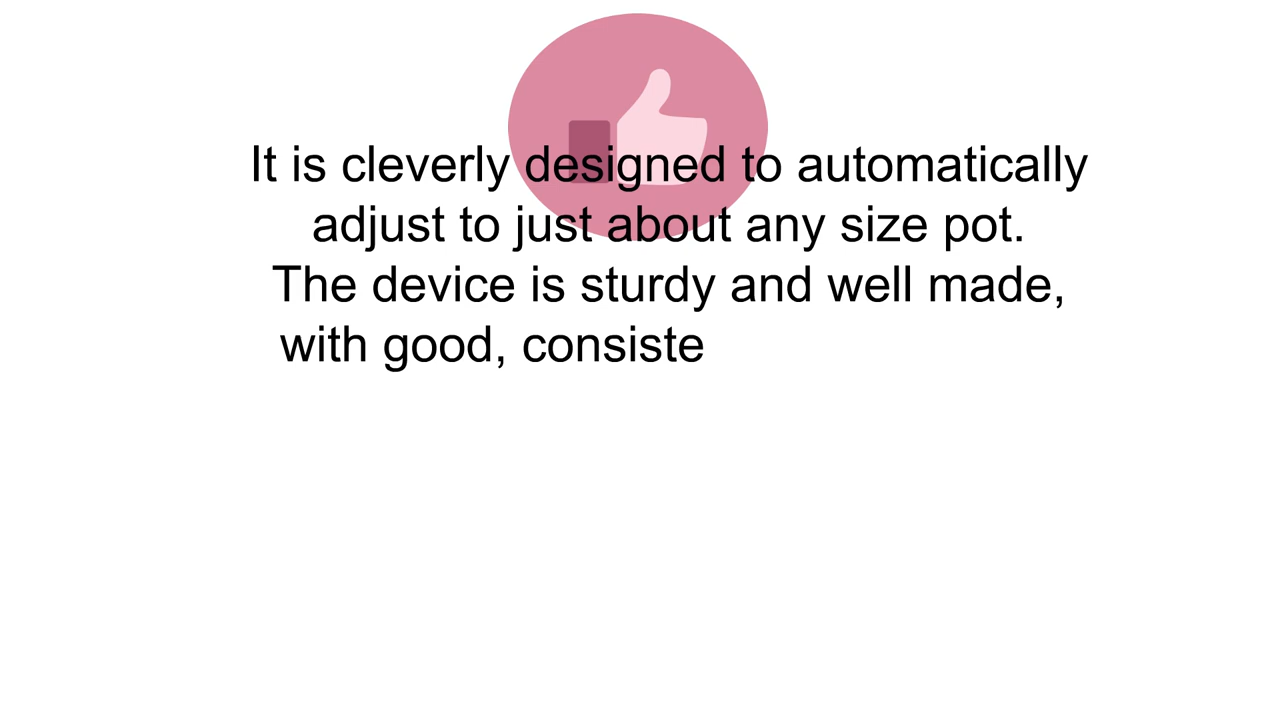 It is cleverly designed to automatically
adjust to just about any size pot.
The device is sturdy and well made,
with good, consiste